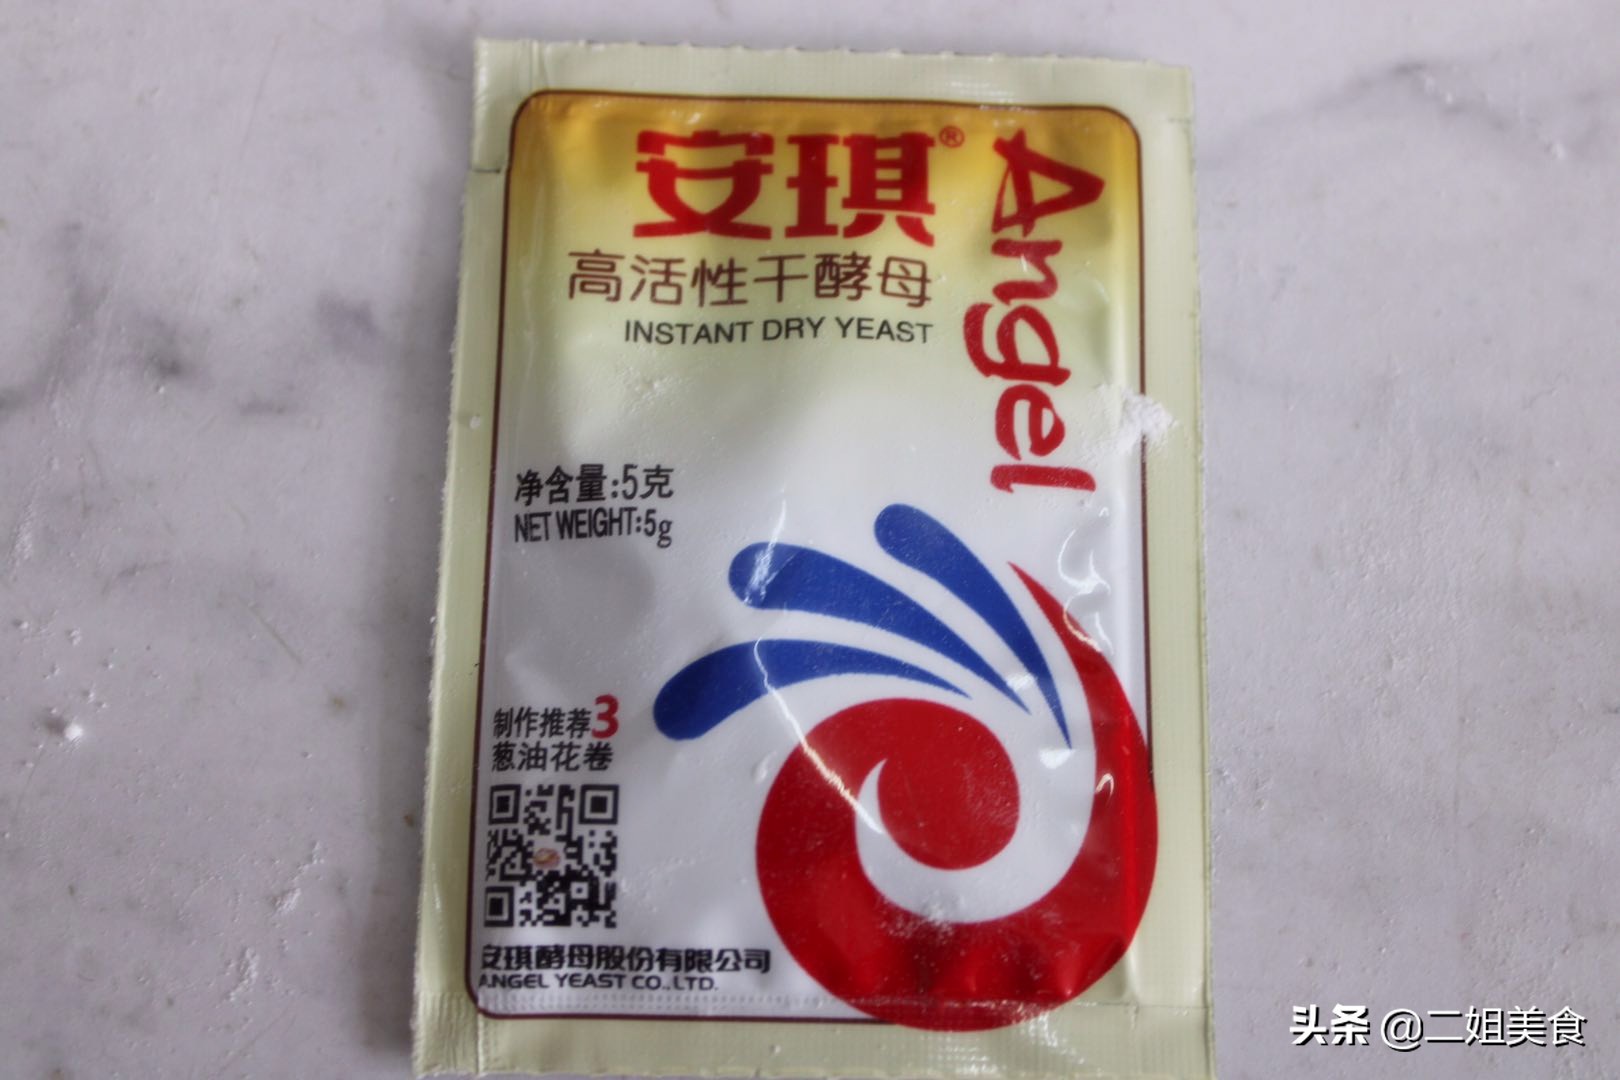 安琪®
Angel
高活性干酵母
INSTANT DRY YEAST
净含量:5克
NET WEIGHT:5g
制作推荐3
葱油花卷
安琪酵母股份有限公司
ANGEL YEAST CO.,LTD.
头条 @二姐美食